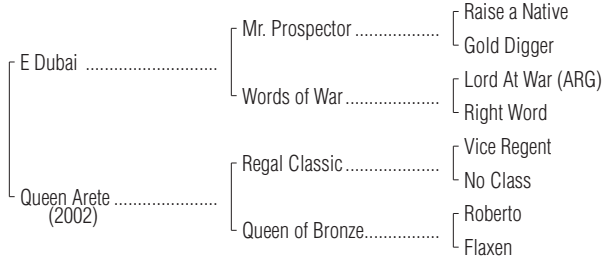 Raise a Native
Mr. Prospector ...................
Gold Digger
E Dubai ..............................
Lord At War (ARG)
Words of War.....................
Right Word
Vice Regent
Regal Classic .....................
No Class
Queen Arete .......................
(2002)
Roberto
Queen of Bronze.................
Flaxen